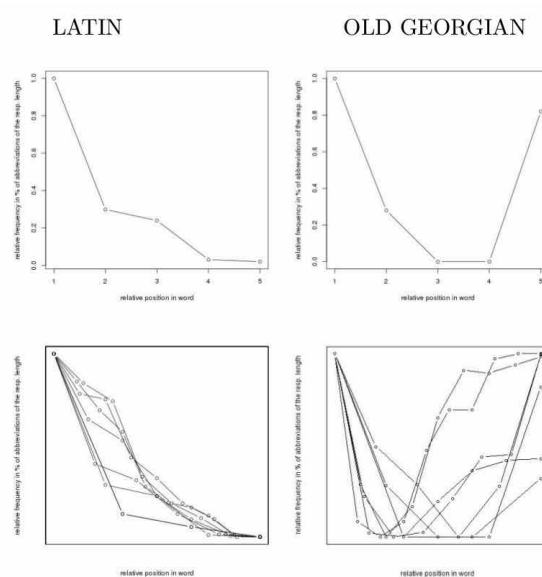 LATIN
OLD GEORGIAN
relative frequency in % of abbreviations of the resp. length
1.0
0.8
0.6
0.4
0.2
0.0
1 2 3 4 5
relative position in word
relative frequency in % of abbreviations of the resp. length
1.0
0.8
0.6
0.4
0.2
0.0
1 2 3 4 5
relative position in word
relative frequency in % of abbreviations of the resp. length
relative position in word
relative frequency in % of abbreviations of the resp. length
relative position in word